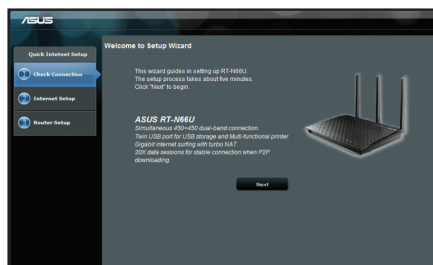 ASUS
Quick Internet Setup
Check Connection
Internet Setup
Router Setup
Welcome to Setup Wizard
This wizard guides in setting up RT-N66U.
The setup process takes about five minutes.
Click "Next" to begin.
ASUS RT-N66U
Simultaneous 450+450 dual-band connection.
Twin USB port for USB storage and Multi-functional printer.
Gigabit internet surfing with turbo NAT.
20X data sessions for stable connection when P2P
downloading.
Next